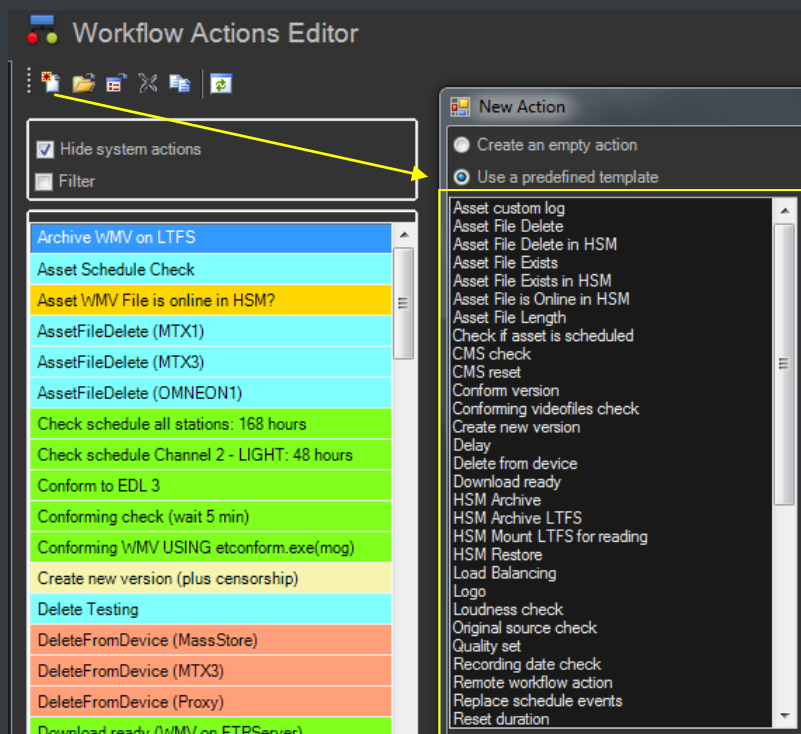 Workflow Actions Editor
Hide system actions
Filter
Archive WMV on LTFS
Asset Schedule Check
Asset WMV File is online in HSM?
AssetFileDelete (MTX1)
AssetFileDelete (MTX3)
AssetFileDelete (OMNEON1)
Check schedule all stations: 168 hours
Check schedule Channel 2 - LIGHT: 48 hours
Conform to EDL 3
Conforming check (wait 5 min)
Conforming WMV USING etconform.exe(mog)
Create new version (plus censorship)
Delete Testing
DeleteFromDevice (MassStore)
DeleteFromDevice (MTX3)
DeleteFromDevice (Proxy)
Download ready (WMV on FTPServer)
New Action
Create an empty action
Use a predefined template
Asset custom log
Asset File Delete
Asset File Delete in HSM
Asset File Exists
Asset File Exists in HSM
Asset File is Online in HSM
Asset File Length
Check if asset is scheduled
CMS check
CMS reset
Conform version
Conforming videofiles check
Create new version
Delay
Delete from device
Download ready
HSM Archive
HSM Archive LTFS
HSM Mount LTFS for reading
HSM Restore
Load Balancing
Logo
Loudness check
Original source check
Quality set
Recording date check
Remote workflow action
Replace schedule events
Reset duration